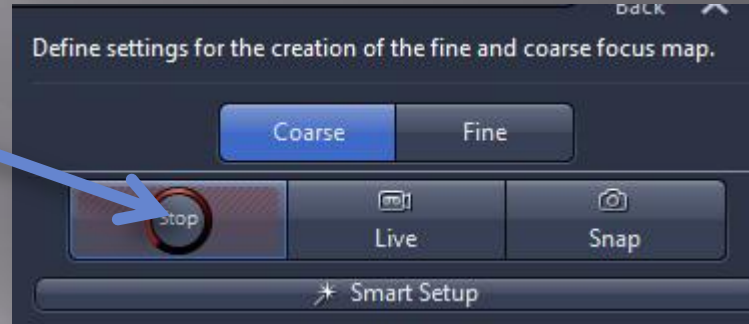 Back
Define settings for the creation of the fine and coarse focus map.
Coarse Fine
Stop
Live
Snap
Smart Setup